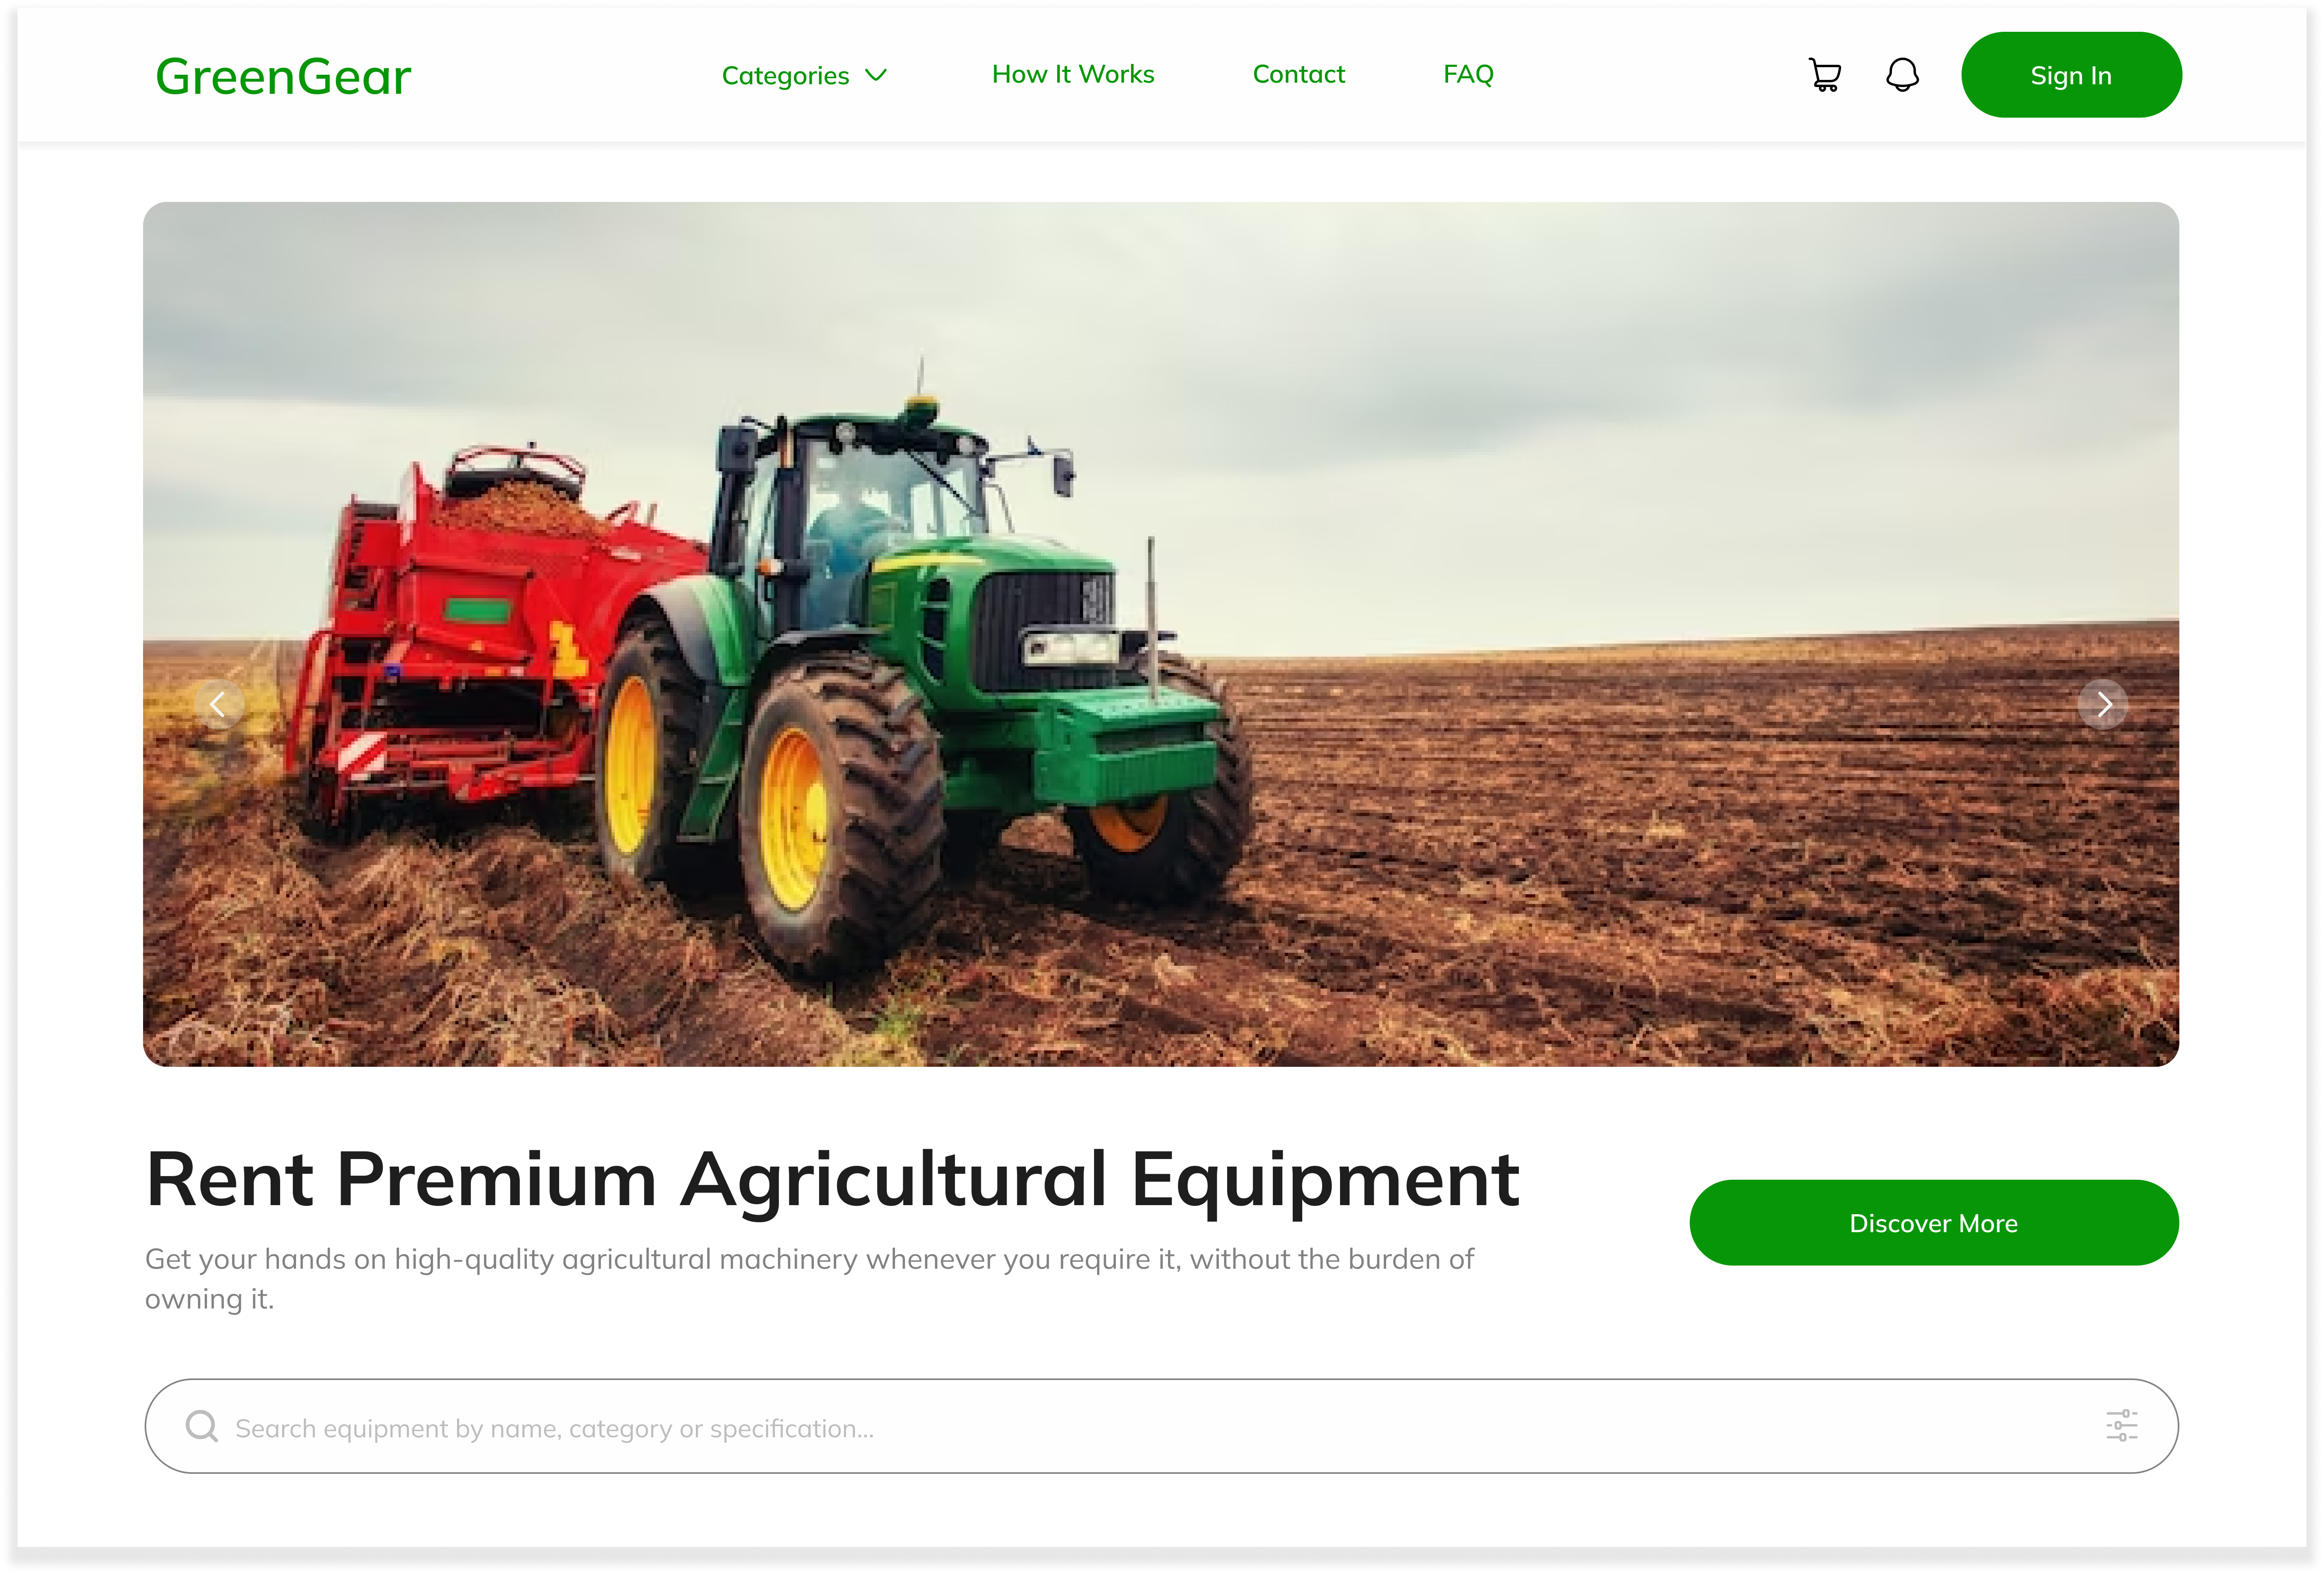 GreenGear
Categories
How It Works
Contact
FAQ
Sign In
Rent Premium Agricultural Equipment
Get your hands on high-quality agricultural machinery whenever you require it, without the burden of
owning it.
Discover More
Search equipment by name, category or specification...